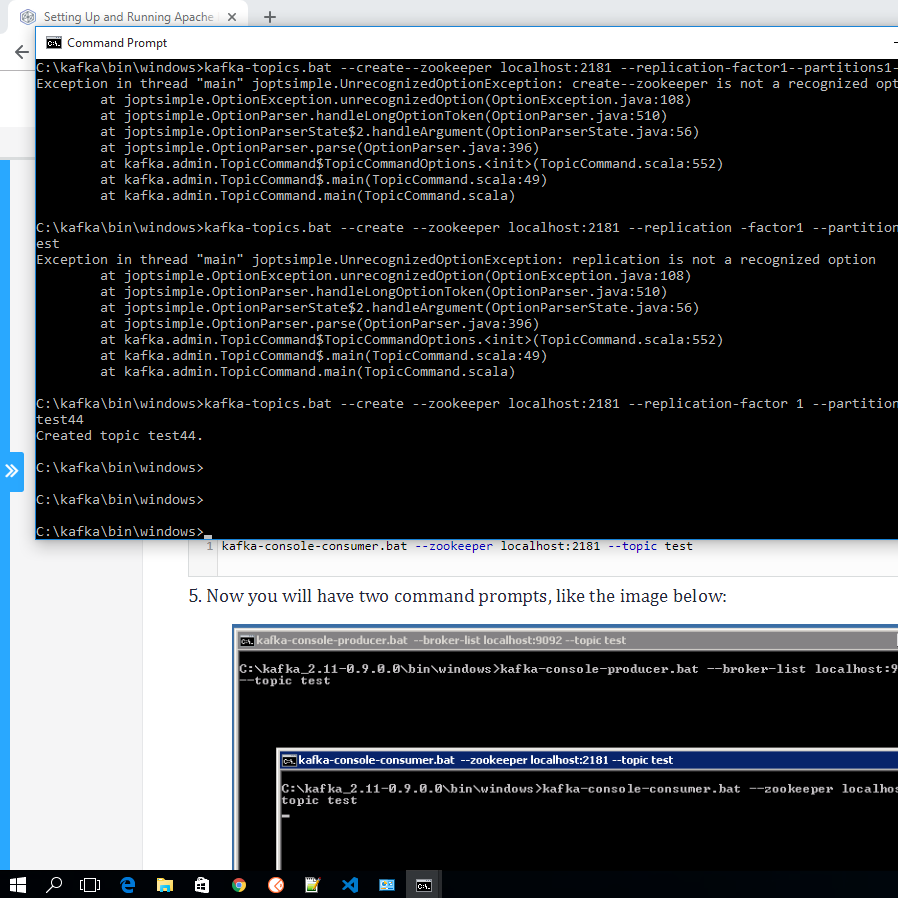 Setting Up and Running Apache
Command Prompt
C:\kafka\bin\windows>kafka-topics.bat --create--zookeeper localhost:2181 --replication-factor1--partitions1-
Exception in thread "main" joptsimple.UnrecognizedOptionException: create--zookeeper is not a recognized opt
at joptsimple.OptionException.unrecognizedOption(OptionException.java:108)
at joptsimple.OptionParser.handleLongOptionToken(OptionParser.java:510)
at joptsimple.OptionParserState$2.handleArgument(OptionParserState.java:56)
at joptsimple.OptionParser.parse(OptionParser.java:396)
at kafka.admin.TopicCommand$TopicCommandOptions.<init>(TopicCommand.scala:552)
at kafka.admin.TopicCommand$.main(TopicCommand.scala:49)
at kafka.admin.TopicCommand.main(TopicCommand.scala)
C:\kafka\bin\windows>kafka-topics.bat --create --zookeeper localhost:2181 --replication -factor1 --partition
est
Exception in thread "main" joptsimple.UnrecognizedOptionException: replication is not a recognized option
at joptsimple.OptionException.unrecognizedOption(OptionException.java:108)
at joptsimple.OptionParser.handleLongOptionToken(OptionParser.java:510)
at joptsimple.OptionParserState$2.handleArgument(OptionParserState.java:56)
at joptsimple.OptionParser.parse(OptionParser.java:396)
at kafka.admin.TopicCommand$TopicCommandOptions.<init>(TopicCommand.scala:552)
at kafka.admin.TopicCommand$.main(TopicCommand.scala:49)
at kafka.admin.TopicCommand.main(TopicCommand.scala)
C:\kafka\bin\windows>kafka-topics.bat --create --zookeeper localhost:2181 --replication-factor 1 --partition
test44
Created topic test44.
C:\kafka\bin\windows>
C:\kafka\bin\windows>
C:\kafka\bin\windows>
1 kafka-console-consumer.bat --zookeeper localhost:2181 --topic test
5. Now you will have two command prompts, like the image below:
kafka-console-producer.bat --broker-list localhost:9092 --topic test
C:\kafka_2.11-0.9.0.0\bin\windows>kafka-console-producer.bat --broker-list localhost:9
--topic test
kafka-console-consumer.bat --zookeeper localhost:2181 --topic test
C:\kafka_2.11-0.9.0.0\bin\windows>kafka-console-consumer.bat --zookeeper localhos
topic test